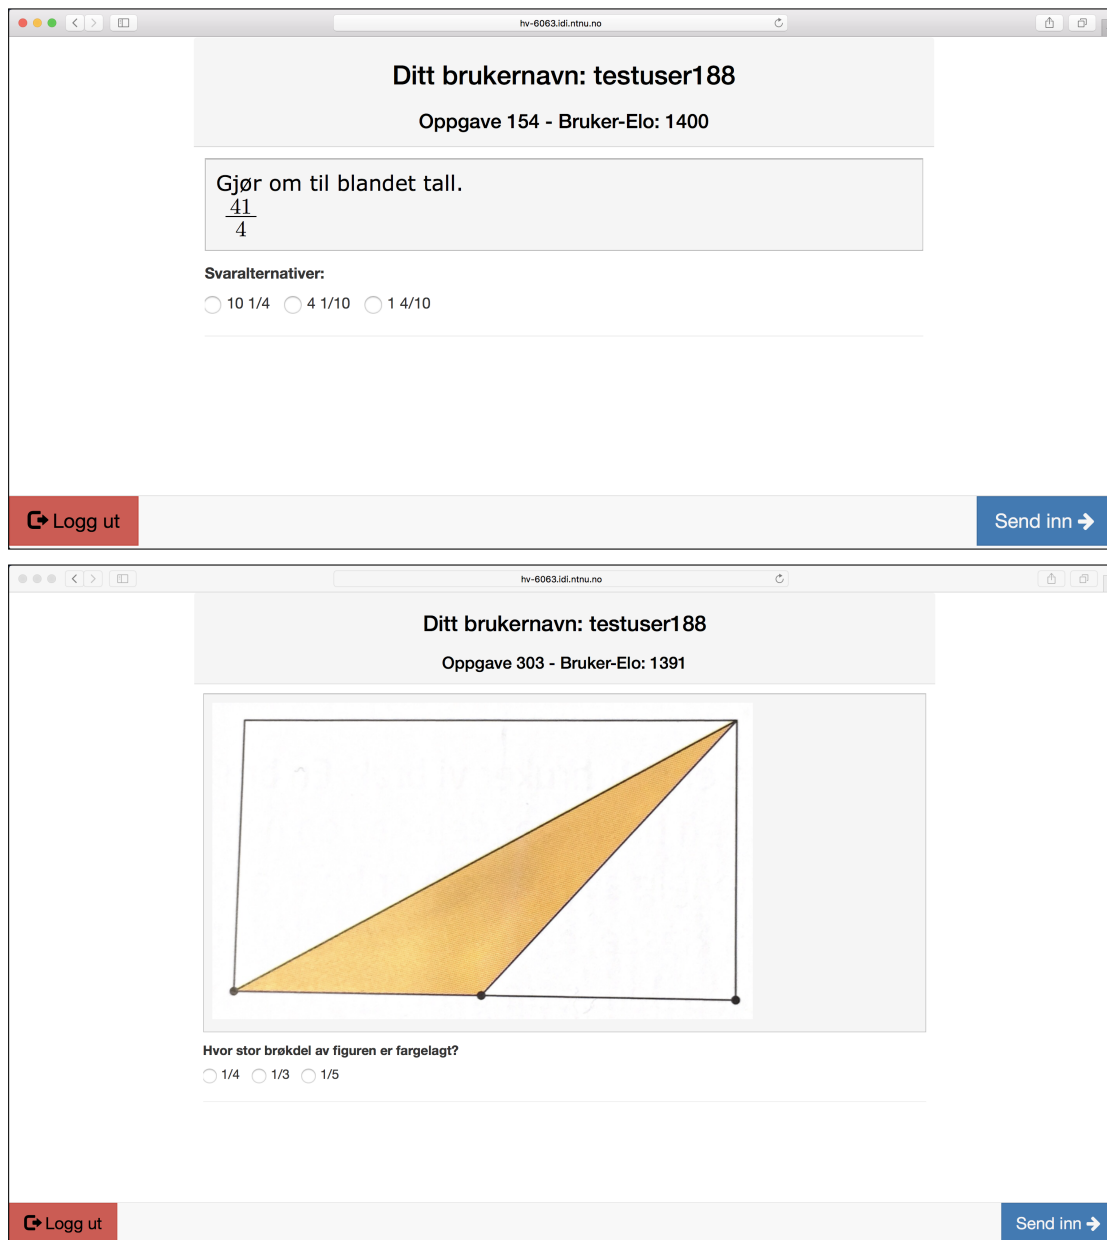 hv-6063.idi.ntnu.no
Ditt brukernavn: testuser188
Oppgave 154 - Bruker-Elo: 1400
Gjør om til blandet tall.
41
4
Svaralternativer:
10 1/4 4 1/10 1 4/10
Logg ut Send inn
hv-6063.idi.ntnu.no
Ditt brukernavn: testuser188
Oppgave 303 - Bruker-Elo: 1391
Hvor stor brøkdel av figuren er fargelagt?
1/4 1/3 1/5
Logg ut Send inn